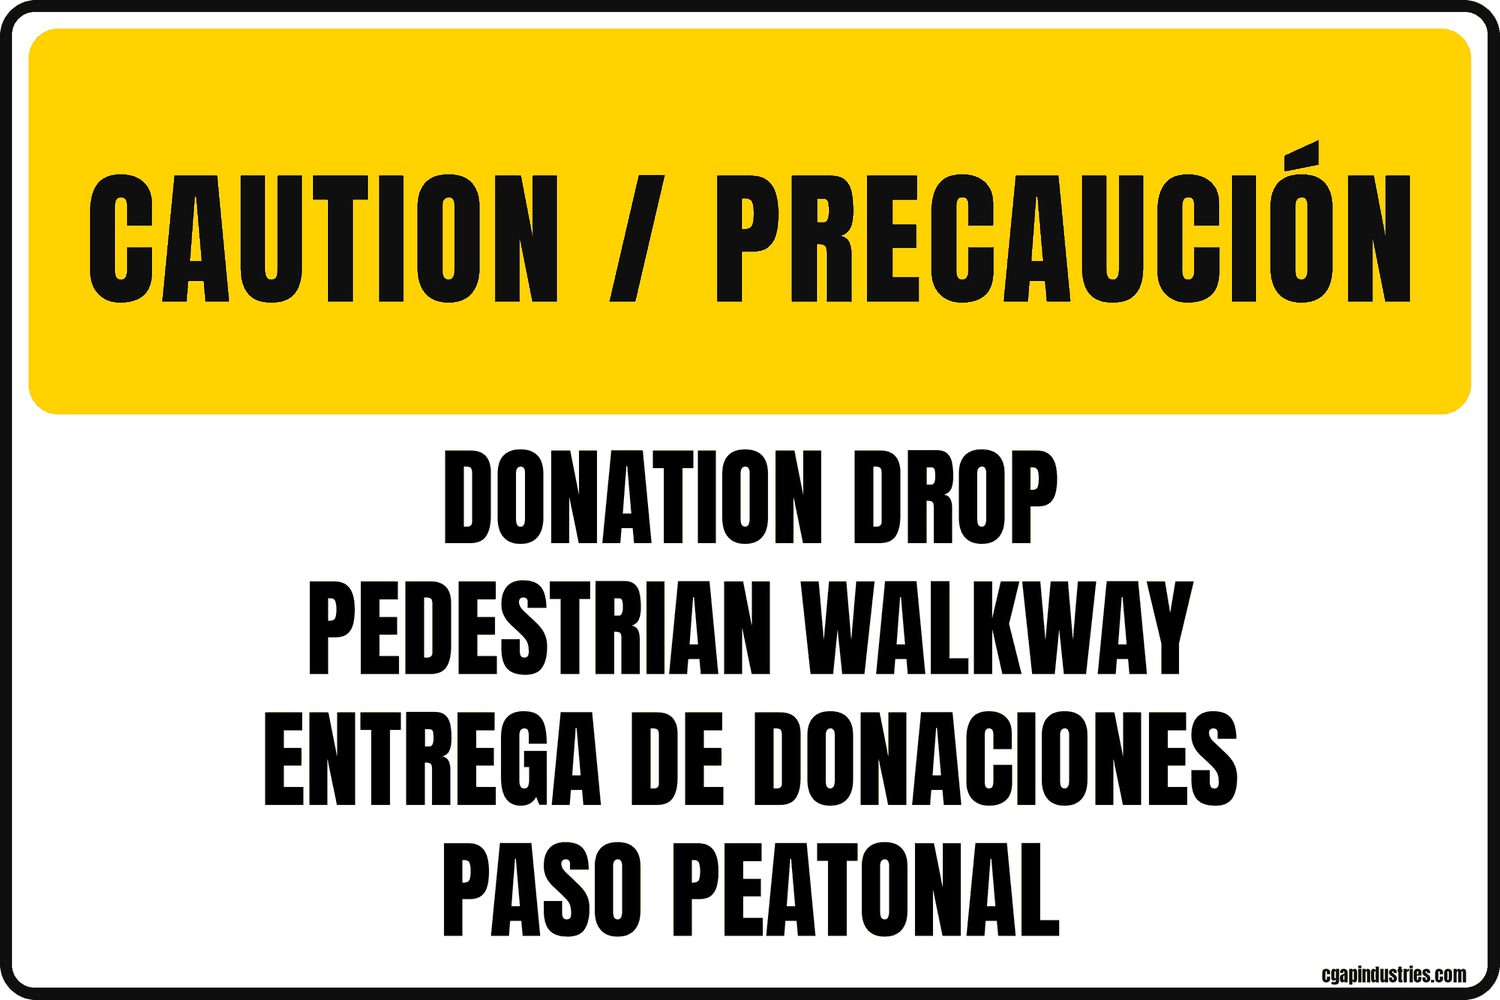 CAUTION / PRECAUCIÓN
DONATION DROP
PEDESTRIAN WALKWAY
ENTREGA DE DONACIONES
PASO PEATONAL
cgapindustries.com